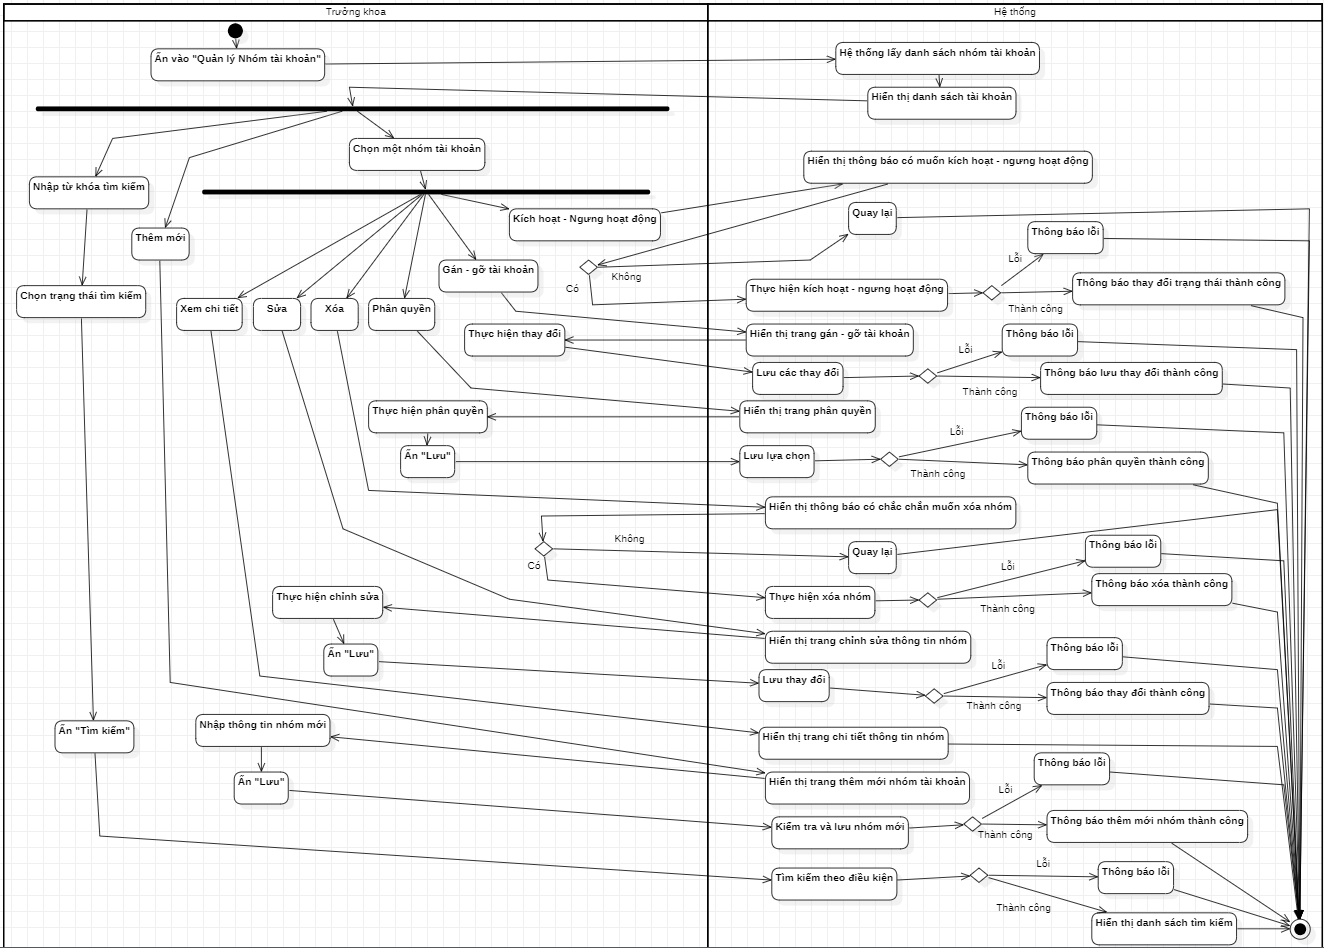 Trưởng khoa
Hệ thống
Ấn vào "Quản lý Nhóm tài khoản"
Hệ thống lấy danh sách nhóm tài khoản
Hiển thị danh sách tài khoản
Chọn một nhóm tài khoản
Hiển thị thông báo có muốn kích hoạt - ngưng hoạt động
Nhập từ khóa tìm kiếm
Kích hoạt - Ngưng hoạt động
Quay lại
Thêm mới
Thông báo lỗi
Lỗi
Gán - gỡ tài khoản
Không
Có
Chọn trạng thái tìm kiếm
Thực hiện kích hoạt - ngưng hoạt động
Thông báo thay đổi trạng thái thành công
Thành công
Xem chi tiết
Sửa
Xóa
Phân quyền
Thực hiện thay đổi
Hiển thị trang gán - gỡ tài khoản
Thông báo lỗi
Lỗi
Lưu các thay đổi
Thông báo lưu thay đổi thành công
Thành công
Thực hiện phân quyền
Hiển thị trang phân quyền
Thông báo lỗi
Lỗi
Ấn "Lưu"
Lưu lựa chọn
Thông báo phân quyền thành công
Thành công
Hiển thị thông báo có chắc chắn muốn xóa nhóm
Không
Quay lại
Thông báo lỗi
Có
Lỗi
Thực hiện chỉnh sửa
Thực hiện xóa nhóm
Thông báo xóa thành công
Thành công
Hiển thị trang chỉnh sửa thông tin nhóm
Ấn "Lưu"
Thông báo lỗi
Lỗi
Lưu thay đổi
Thông báo thay đổi thành công
Thành công
Ấn "Tìm kiếm"
Nhập thông tin nhóm mới
Hiển thị trang chi tiết thông tin nhóm
Thông báo lỗi
Ấn "Lưu"
Hiển thị trang thêm mới nhóm tài khoản
Lỗi
Kiểm tra và lưu nhóm mới
Thông báo thêm mới nhóm thành công
Thành công
Lỗi
Tìm kiếm theo điều kiện
Thông báo lỗi
Thành công
Hiển thị danh sách tìm kiếm